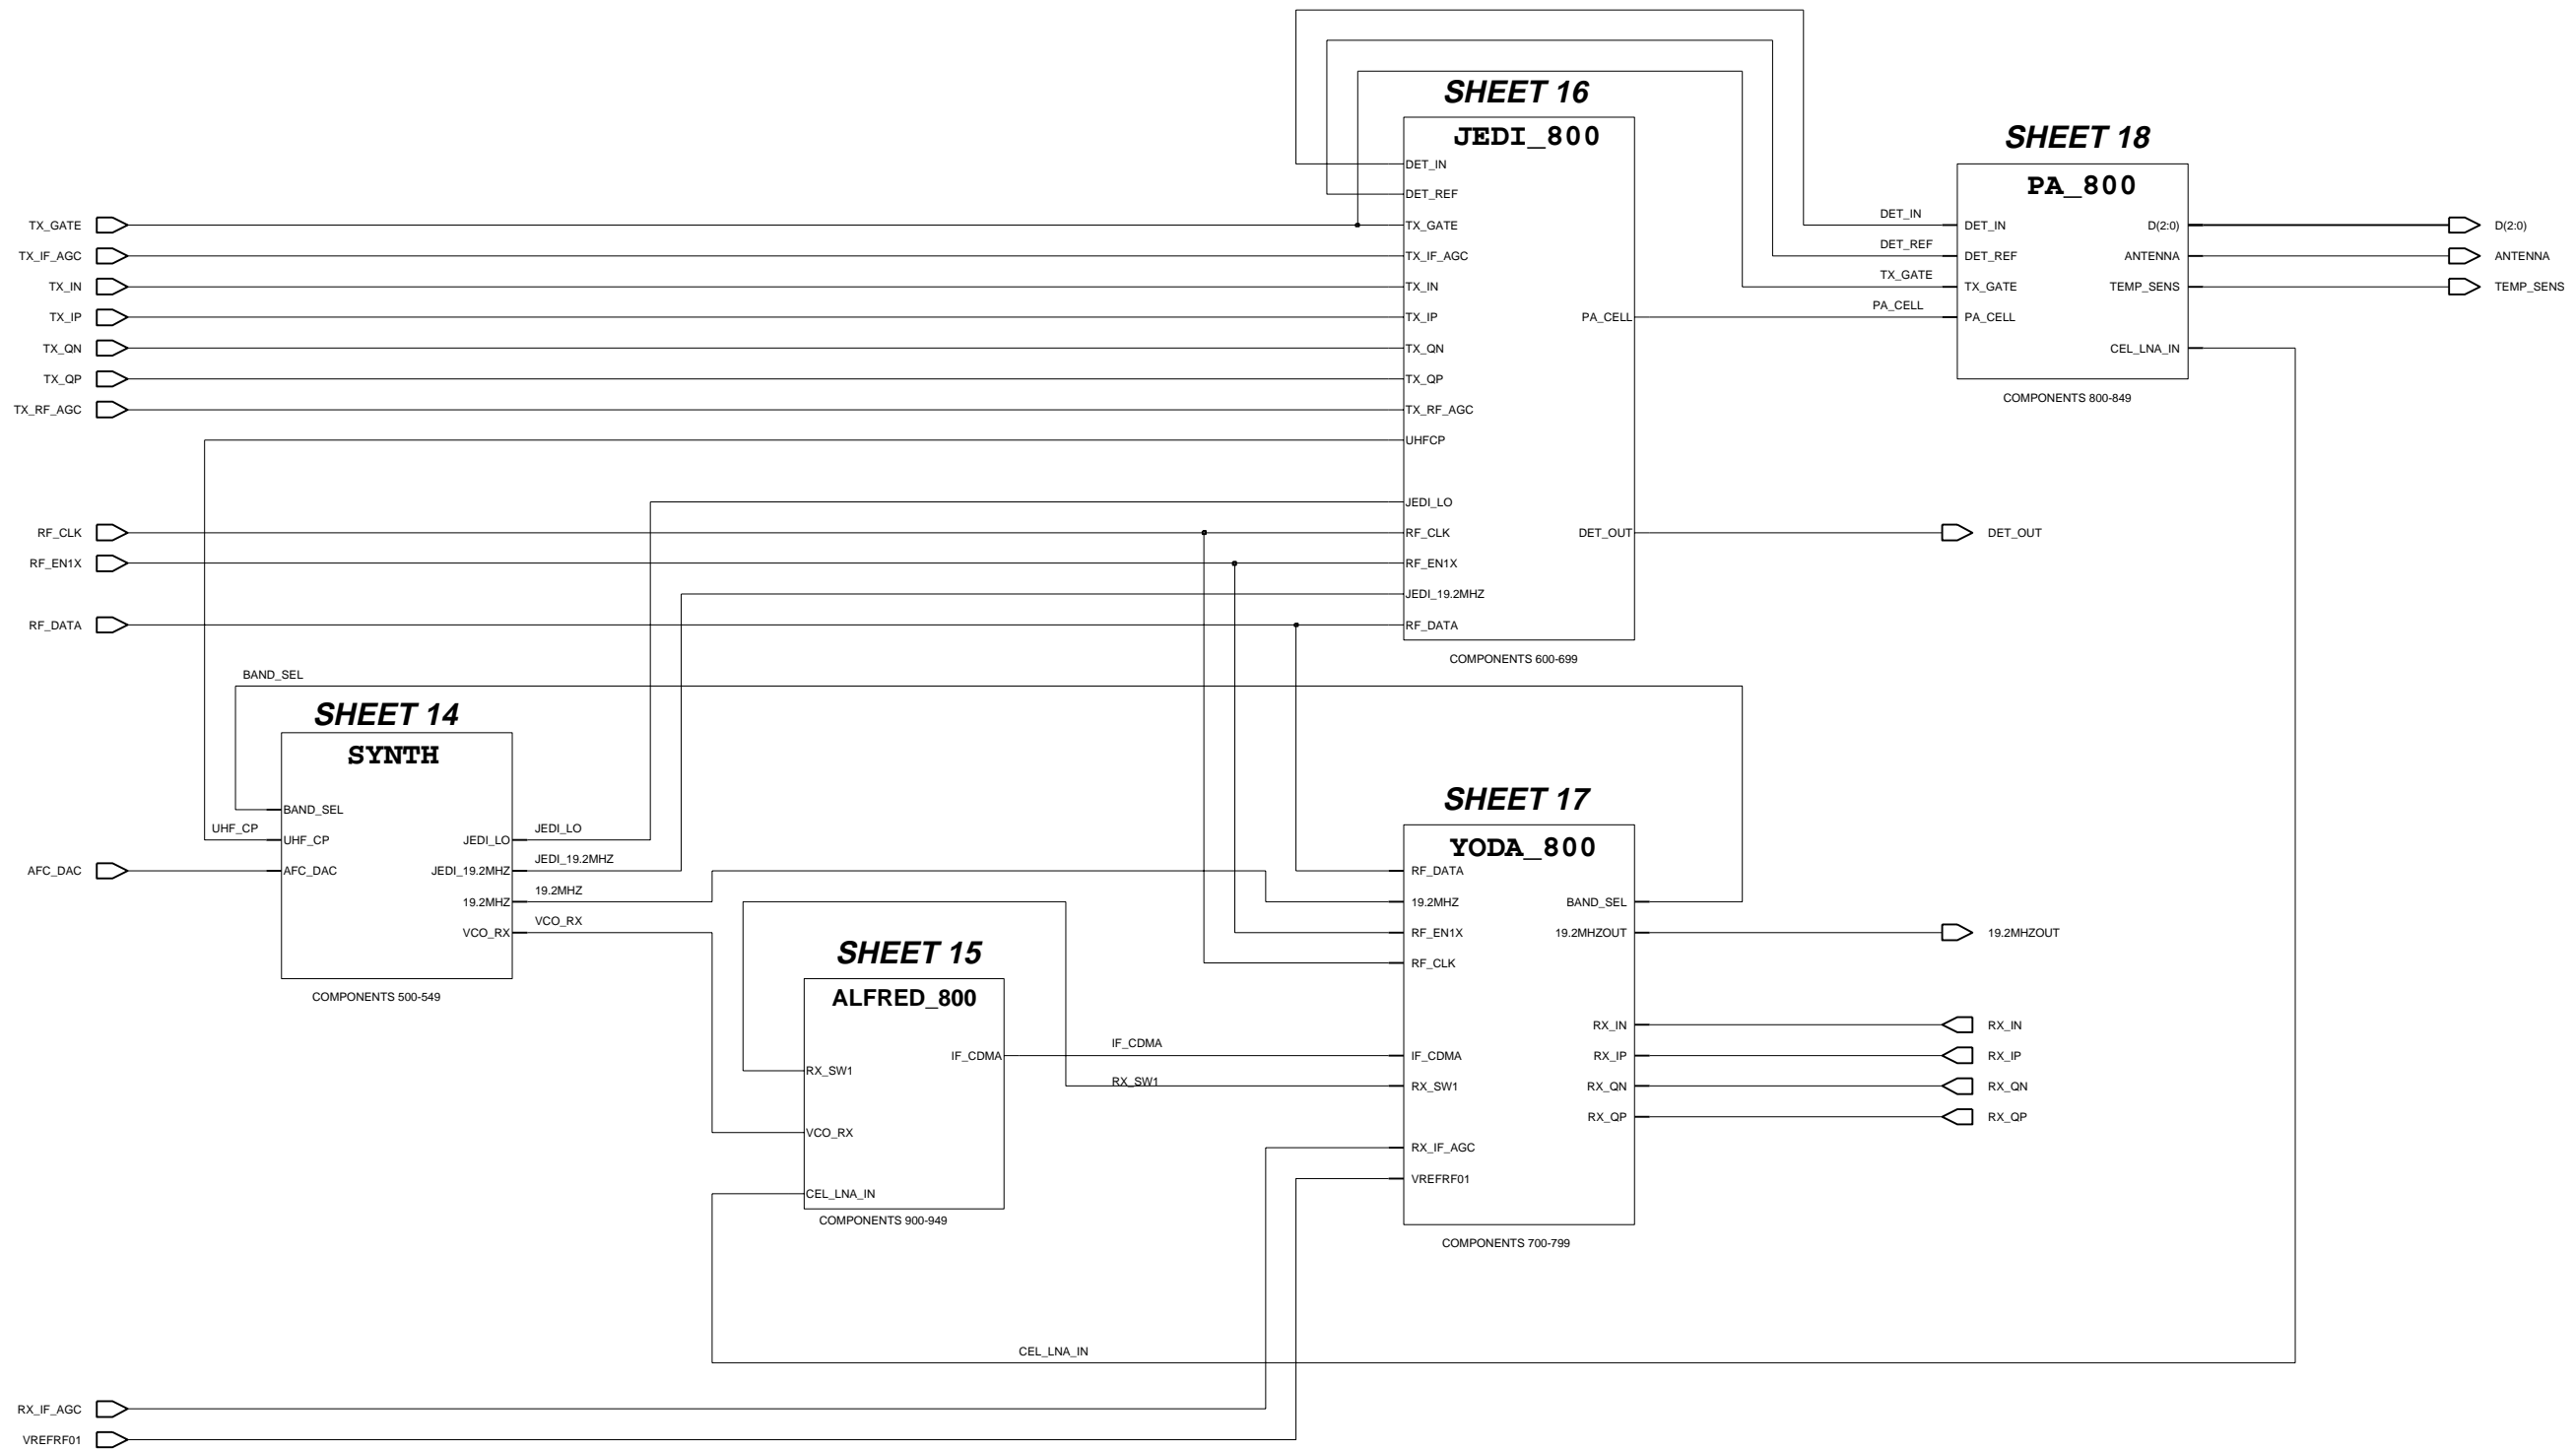 SHEET 16
JEDI_800
DET_IN
DET_REF
TX_GATE
TX_IF_AGC
TX_IN
TX_IP
TX_QN
TX_QP
TX_RF_AGC
UHFCP
JEDI_LO
RF_CLK
RF_EN1X
JEDI_19.2MHZ
RF_DATA
PA_CELL
DET_OUT
COMPONENTS 600-699
SHEET 18
PA_800
DET_IN
DET_REF
TX_GATE
PA_CELL
DET_IN
DET_REF
TX_GATE
PA_CELL
D(2:0)
ANTENNA
TEMP_SENS
CEL_LNA_IN
COMPONENTS 800-849
D(2:0)
ANTENNA
TEMP_SENS
DET_OUT
TX_GATE
TX_IF_AGC
TX_IN
TX_IP
TX_QN
TX_QP
TX_RF_AGC
RF_CLK
RF_EN1X
RF_DATA
BAND_SEL
SHEET 14
SYNTH
BAND_SEL
UHF_CP
UHF_CP
AFC_DAC
AFC_DAC
JEDI_LO
JEDI_19.2MHZ
19.2MHZ
VCO_RX
JEDI_LO
JEDI_19.2MHZ
19.2MHZ
VCO_RX
COMPONENTS 500-549
SHEET 15
ALFRED_800
RX_SW1
VCO_RX
CEL_LNA_IN
IF_CDMA
COMPONENTS 900-949
IF_CDMA
RX_SW1
SHEET 17
YODA_800
RF_DATA
19.2MHZ
RF_EN1X
RF_CLK
IF_CDMA
RX_SW1
RX_IF_AGC
VREFRF01
BAND_SEL
19.2MHZOUT
RX_IN
RX_IP
RX_QN
RX_QP
COMPONENTS 700-799
19.2MHZOUT
RX_IN
RX_IP
RX_QN
RX_QP
CEL_LNA_IN
RX_IF_AGC
VREFRF01